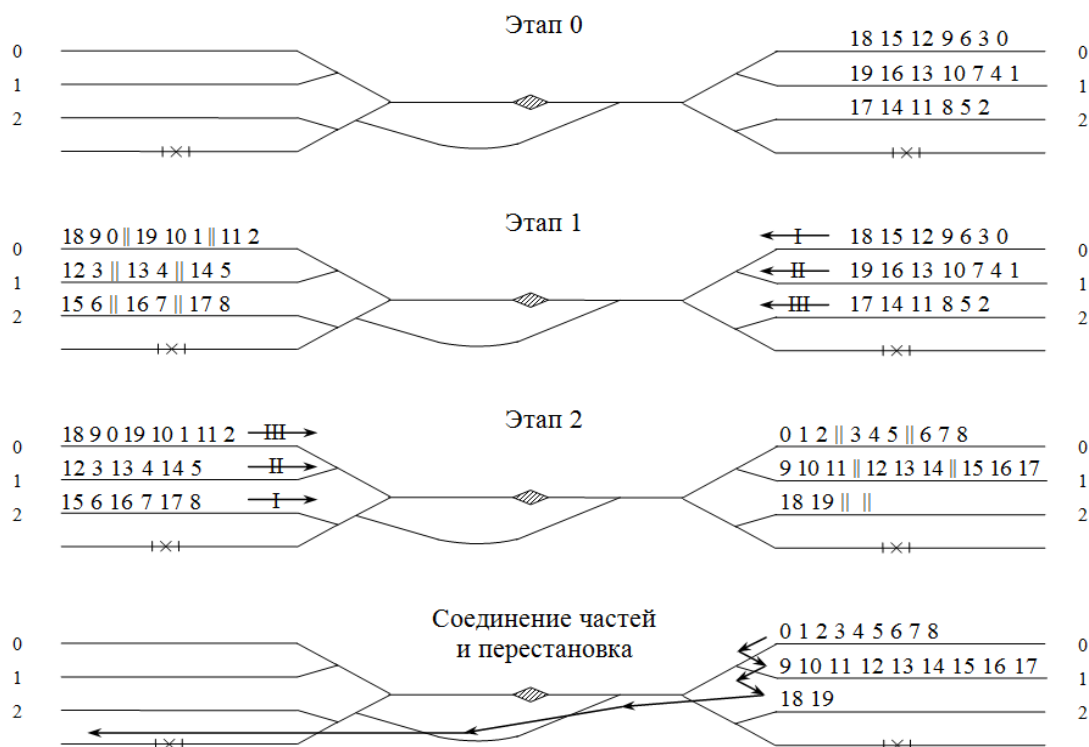 Этап 0
0 18 15 12 9 6 3 0 0
1 19 16 13 10 7 4 1 1
2 17 14 11 8 5 2 2
Этап 1
0 18 9 0 || 19 10 1 || 11 2 I 18 15 12 9 6 3 0 0
1 12 3 || 13 4 || 14 5 II 19 16 13 10 7 4 1 1
2 15 6 || 16 7 || 17 8 III 17 14 11 8 5 2 2
Этап 2
0 18 9 0 19 10 1 11 2 III 0 1 2 || 3 4 5 || 6 7 8 0
1 12 3 13 4 14 5 II 9 10 11 || 12 13 14 || 15 16 17 1
2 15 6 16 7 17 8 I 18 19 || || 2
Соединение частей
и перестановка
0 0 1 2 3 4 5 6 7 8 0
1 9 10 11 12 13 14 15 16 17 1
2 18 19 2